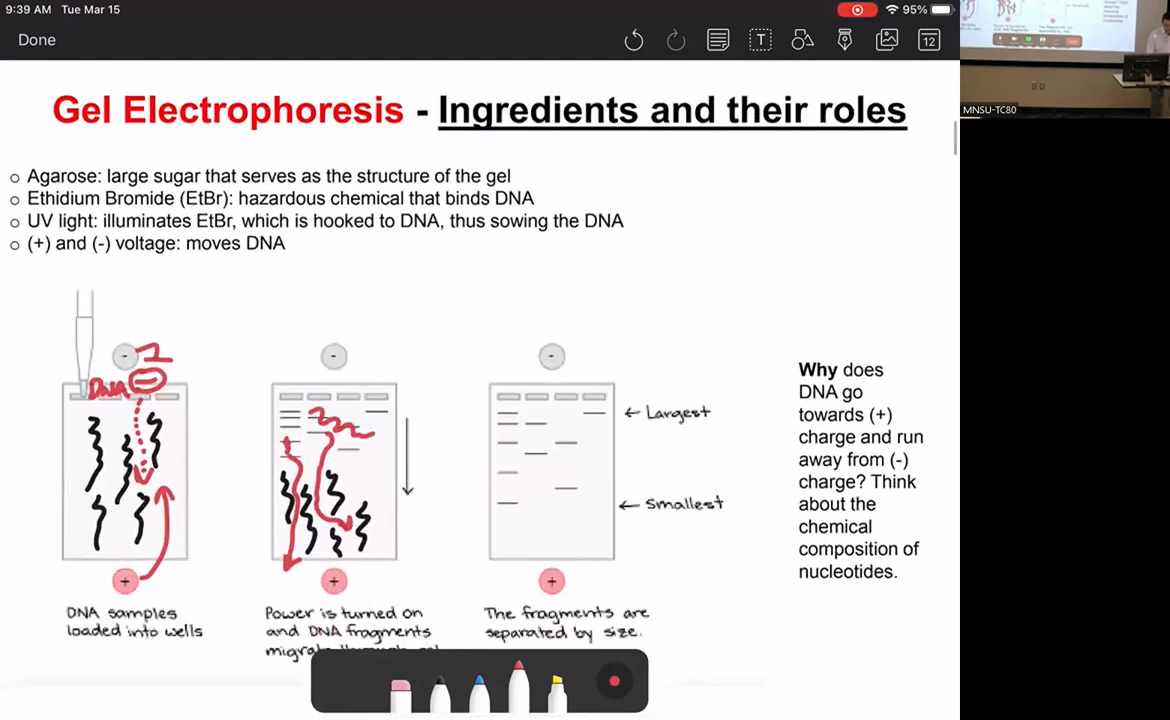 9:39 AM Tue Mar 15
95%
Done
T
12
MNSU-TC80
Gel Electrophoresis - Ingredients and their roles
Agarose: large sugar that serves as the structure of the gel
Ethidium Bromide (EtBr): hazardous chemical that binds DNA
UV light: illuminates EtBr, which is hooked to DNA, thus sowing the DNA
(+) and (-) voltage: moves DNA
- - -
DNA -
← Largest
← Smallest
+ + +
DNA samples
loaded into wells
Power is turned on
and DNA fragments
The fragments are
separated by size.
Why does
DNA go
towards (+)
charge and run
away from (-)
charge? Think
about the
chemical
composition of
nucleotides.